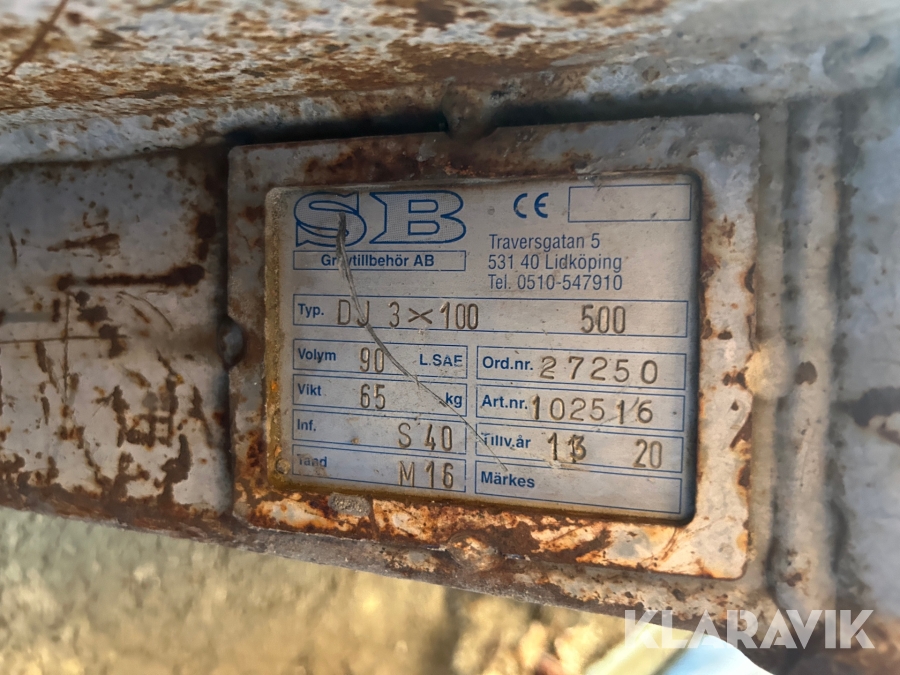 SB CE
Grävtillbehör AB
Traversgatan 5
531 40 Lidköping
Tel. 0510-547910
Typ. DJ 3×100 500
Volym 90 L.SAE
Ord.nr. 27250
Vikt 65 kg
Art.nr. 102516
Inf. S 40
Tillv.år 20
Tand M16
Märkes
KLARAVIK